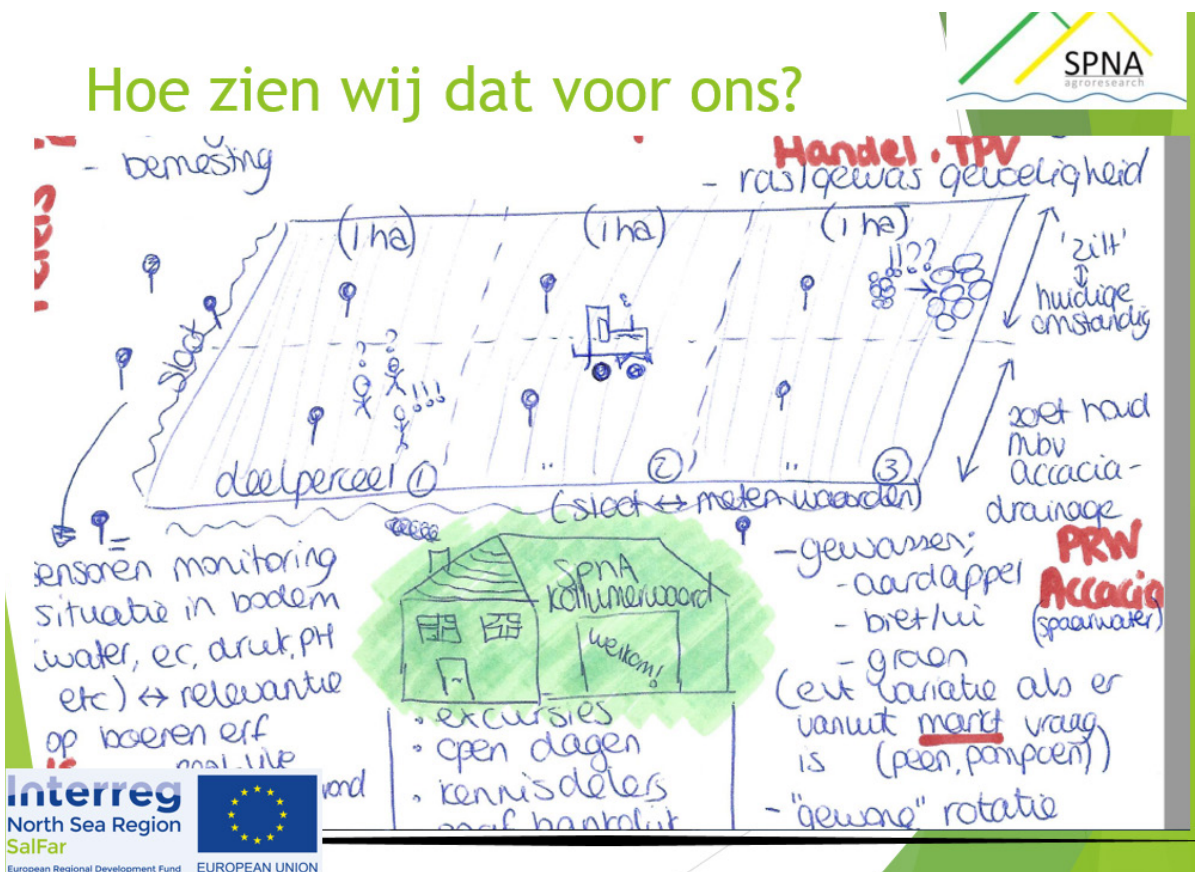 Hoe zien wij dat voor ons?
SPNA
agroresearch
- bemesting
Handel . TPV
- ras/gewas gevoeligheid
(1 ha)
(1 ha)
(1 ha)
!!??
'zilt'
huidige
omstandig
sloot
? ?
!!!
zoet houd
mbv
accacia-
drainage
deelperceel ①
" ②
" ③
(sloot ↔ meten waarden)
sensoren monitoring
situatie in bodem
water, ec, druk, pH
etc) ↔ relevantie
op boeren erf
SPNA
kollumerwaard
welkom!
• excursies
• open dagen
• kennisdelers
- gewassen;
- aardappel
- biet/ui
- graen
PRW
Accacia
(spaarwater)
(evt variatie als er
vanuit markt vraag
is (peen, pompoen))
- "gewone" rotatie
Interreg
North Sea Region
SalFar
European Regional Development Fund
EUROPEAN UNION